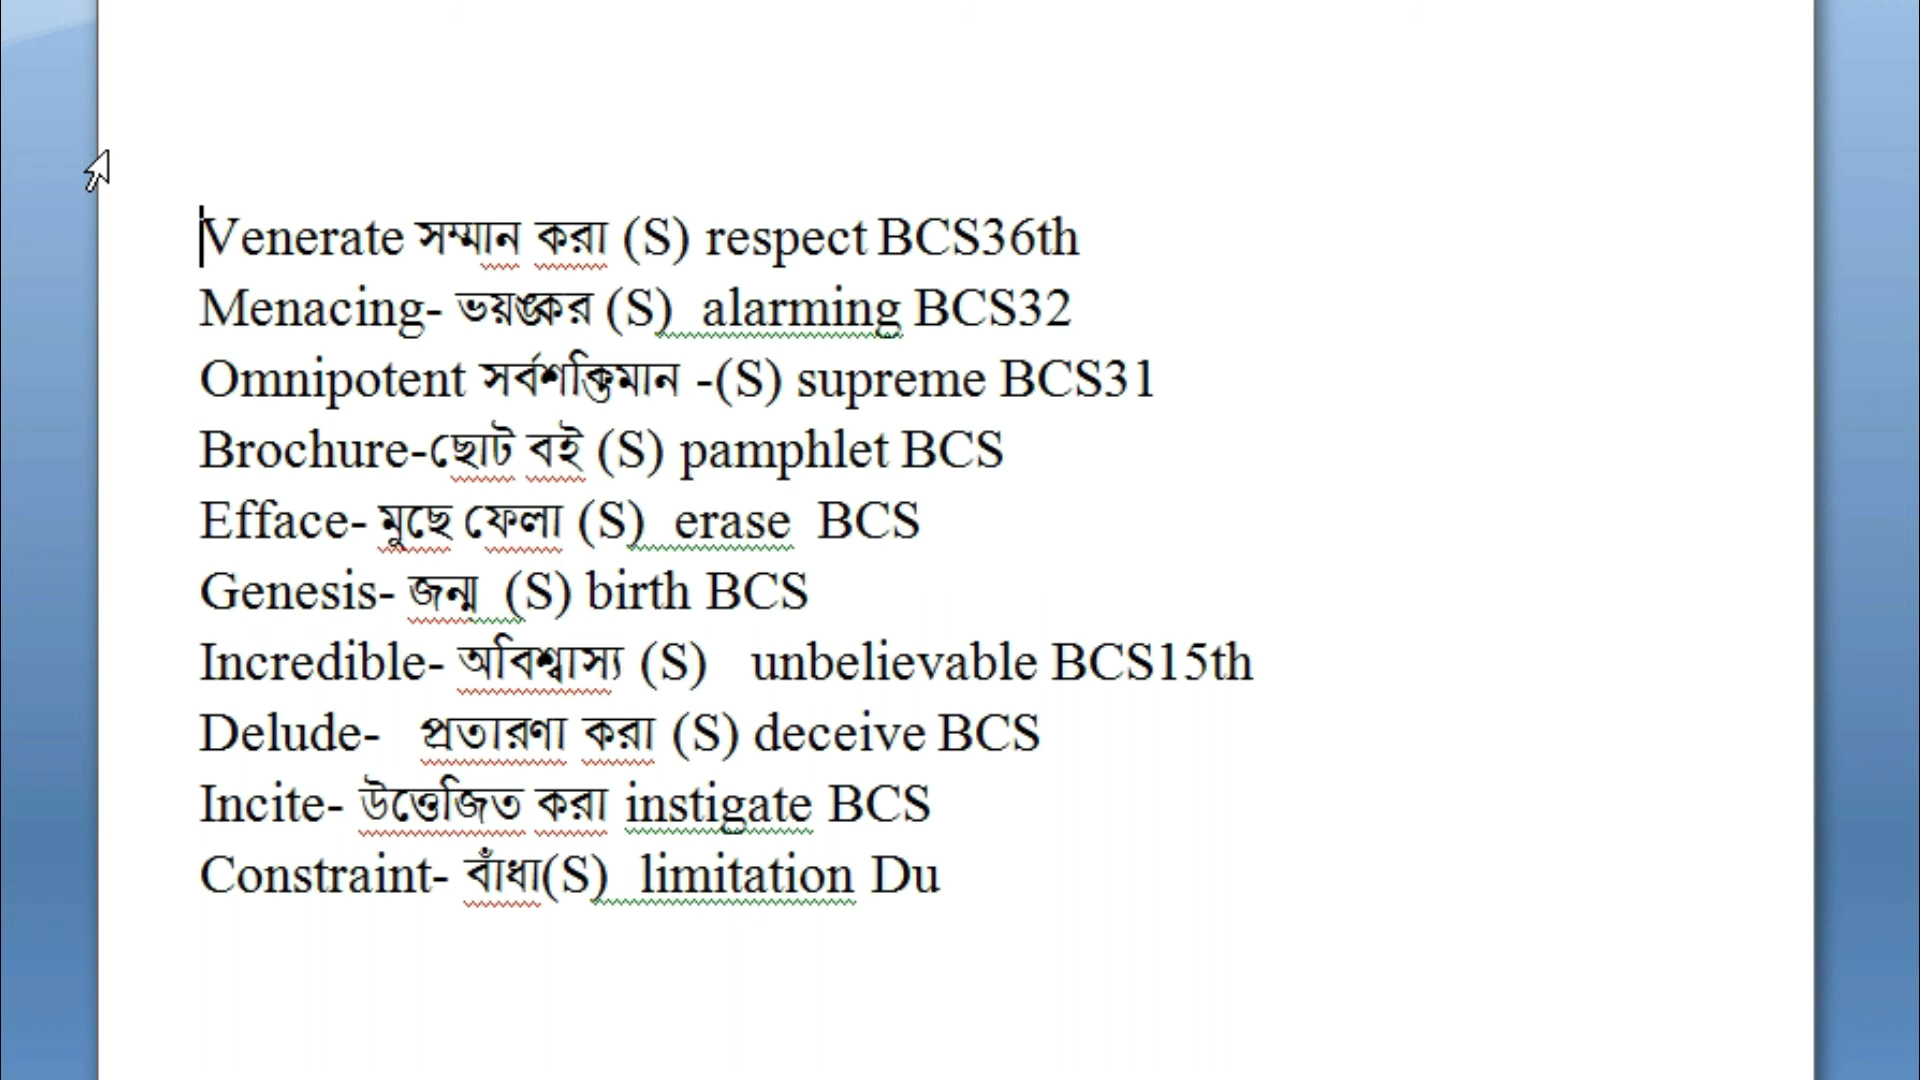 Venerate সম্মান করা (S) respect BCS36th
Menacing- ভয়ঙ্কর (S) alarming BCS32
Omnipotent সর্বশক্তিমান -(S) supreme BCS31
Brochure-ছোট বই (S) pamphlet BCS
Efface- মুছে ফেলা (S) erase BCS
Genesis- জন্ম (S) birth BCS
Incredible- অবিশ্বাস্য (S) unbelievable BCS15th
Delude- প্রতারণা করা (S) deceive BCS
Incite- উত্তেজিত করা instigate BCS
Constraint- বাঁধা(S) limitation Du